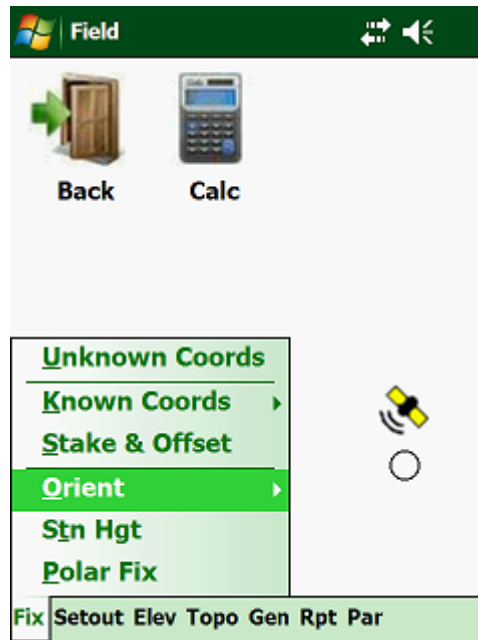 Field
Back Calc
Unknown Coords
Known Coords
Stake & Offset
Orient
Stn Hgt
Polar Fix
Fix Setout Elev Topo Gen Rpt Par